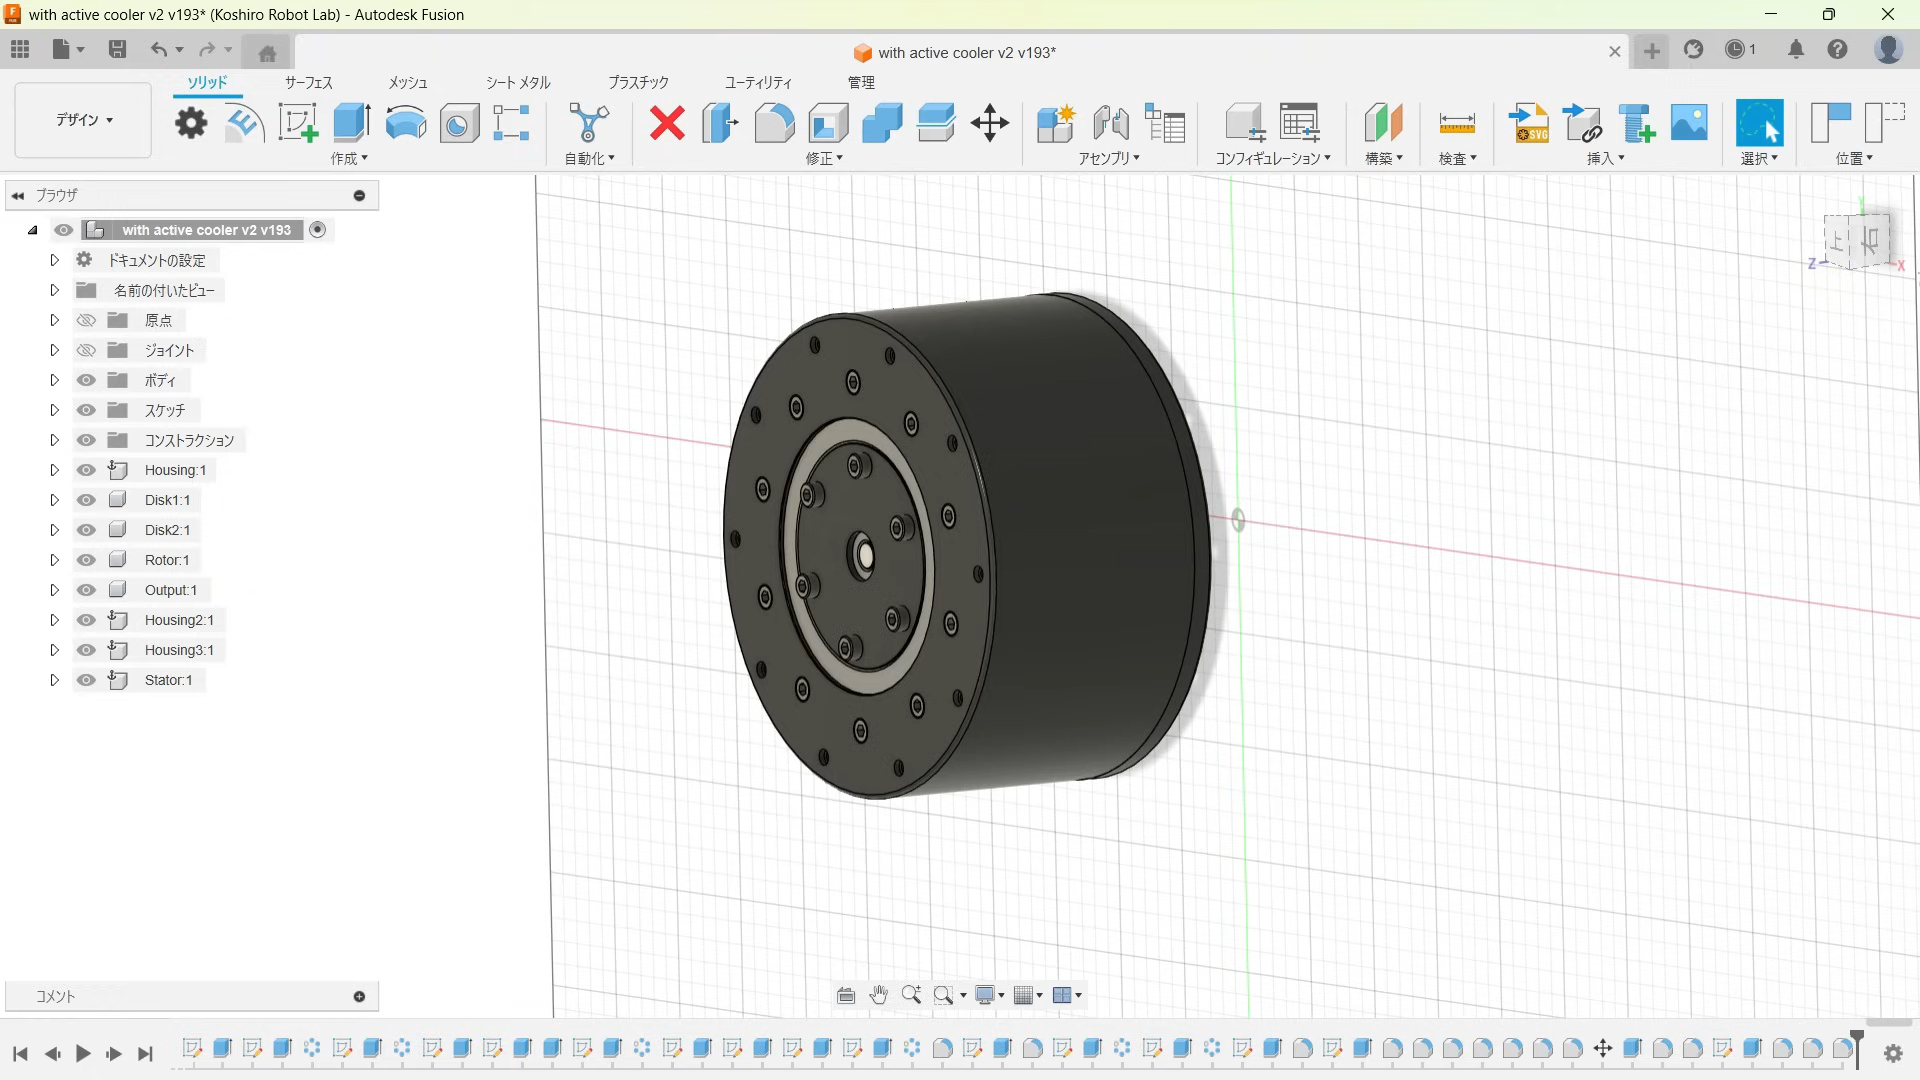 with active cooler v2 v193* (Koshiro Robot Lab) - Autodesk Fusion
with active cooler v2 v193*
1
ソリッド サーフェス メッシュ シート メタル プラスチック ユーティリティ 管理
デザイン
SVG
作成 自動化 修正 アセンブリ コンフィギュレーション 構築 検査 挿入 選択 位置
ブラウザ
with active cooler v2 v193
ドキュメントの設定
名前の付いたビュー
原点
ジョイント
ボディ
スケッチ
コンストラクション
Housing:1
Disk1:1
Disk2:1
Rotor:1
Output:1
Housing2:1
Housing3:1
Stator:1
上 右
Z X
コメント